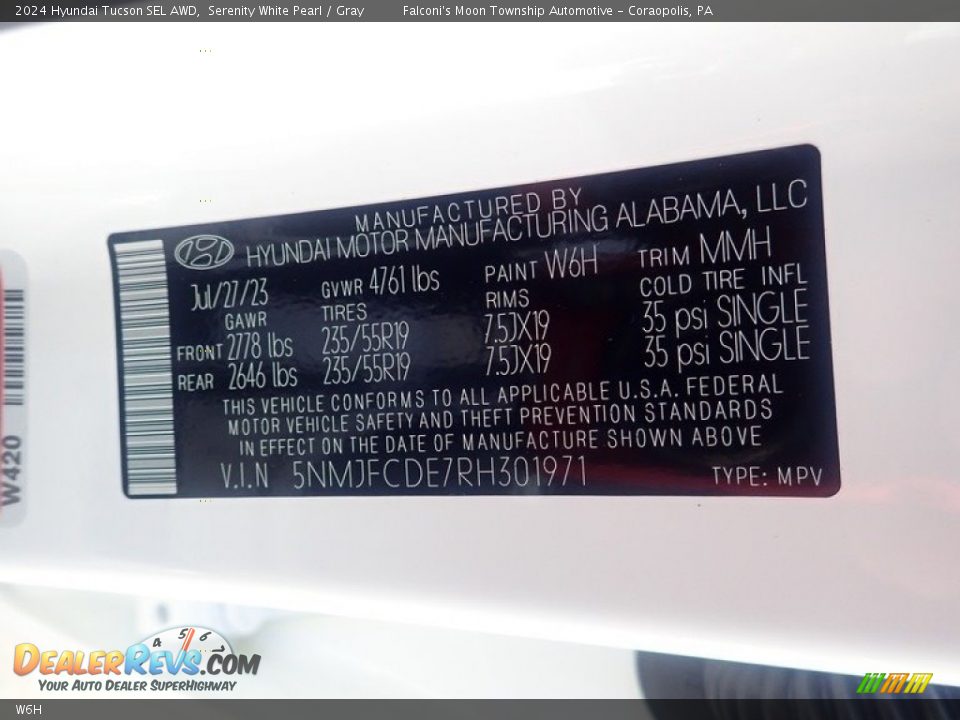 2024 Hyundai Tucson SEL AWD, Serenity White Pearl / Gray Falconi's Moon Township Automotive - Coraopolis, PA
MANUFACTURED BY
HYUNDAI MOTOR MANUFACTURING ALABAMA, LLC
Jul/27/23 GVWR 4761 lbs PAINT W6H TRIM MMH
GAWR TIRES RIMS COLD TIRE INFL
FRONT 2778 lbs 235/55R19 7.5JX19 35 psi SINGLE
REAR 2646 lbs 235/55R19 7.5JX19 35 psi SINGLE
THIS VEHICLE CONFORMS TO ALL APPLICABLE U.S.A. FEDERAL
MOTOR VEHICLE SAFETY AND THEFT PREVENTION STANDARDS
IN EFFECT ON THE DATE OF MANUFACTURE SHOWN ABOVE
V.I.N 5NMJFCDE7RH301971 TYPE: MPV
W420
4 5 6 7
DEALERREVS.COM
YOUR AUTO DEALER SUPERHIGHWAY
W6H